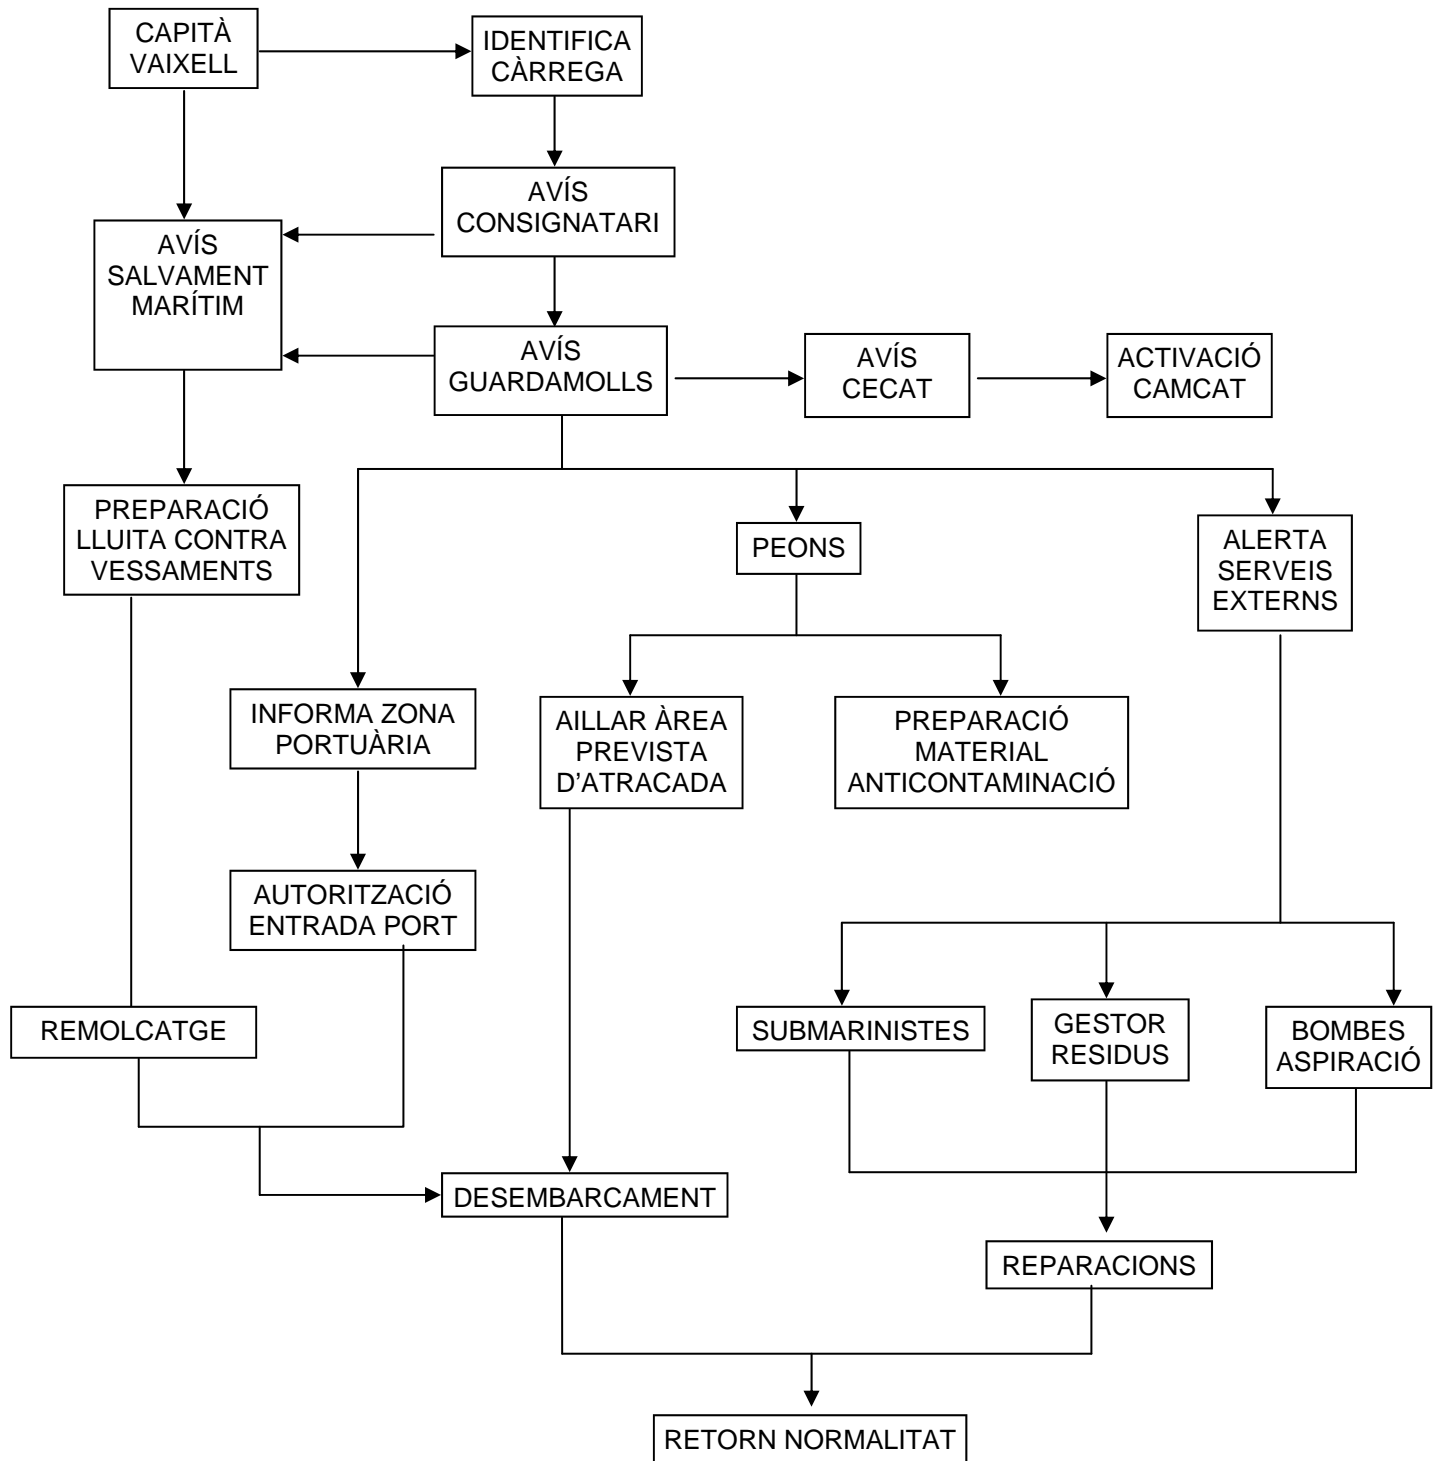 CAPITÀ
VAIXELL
IDENTIFICA
CÀRREGA
AVÍS
CONSIGNATARI
AVÍS
SALVAMENT
MARÍTIM
AVÍS
GUARDAMOLLS
AVÍS
CECAT
ACTIVACIÓ
CAMCAT
PREPARACIÓ
LLUITA CONTRA
VESSAMENTS
PEONS
ALERTA
SERVEIS
EXTERNS
INFORMA ZONA
PORTUÀRIA
AILLAR ÀREA
PREVISTA
D'ATRACADA
PREPARACIÓ
MATERIAL
ANTICONTAMINACIÓ
AUTORITZACIÓ
ENTRADA PORT
REMOLCATGE
SUBMARINISTES
GESTOR
RESIDUS
BOMBES
ASPIRACIÓ
DESEMBARCAMENT
REPARACIONS
RETORN NORMALITAT